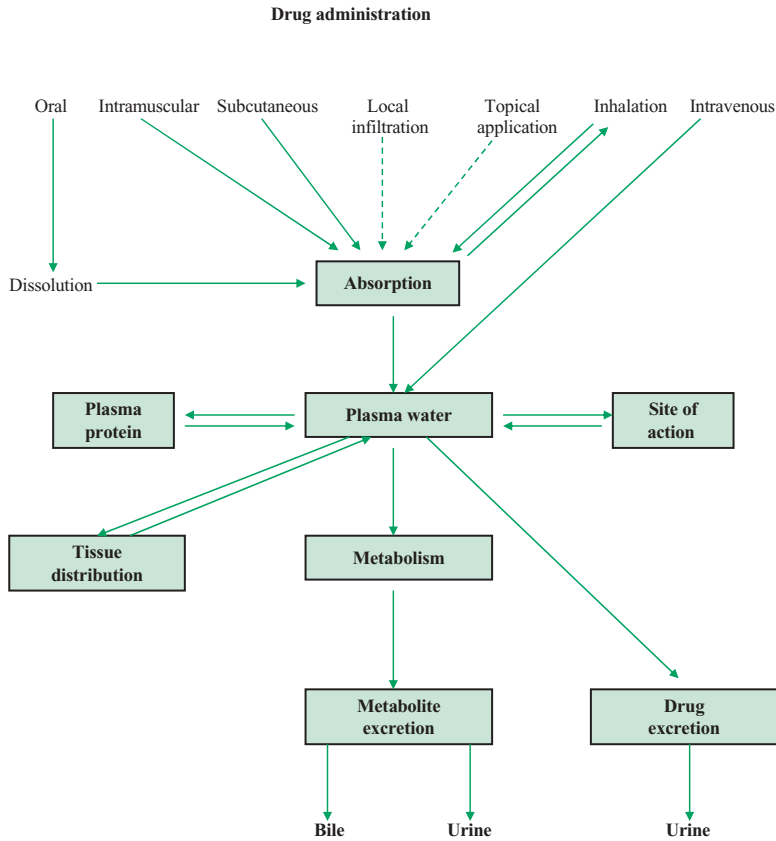 Drug administration
Oral
Intramuscular
Subcutaneous
Local
infiltration
Topical
application
Inhalation
Intravenous
Dissolution
Absorption
Plasma
protein
Plasma water
Site of
action
Tissue
distribution
Metabolism
Metabolite
excretion
Drug
excretion
Bile
Urine
Urine